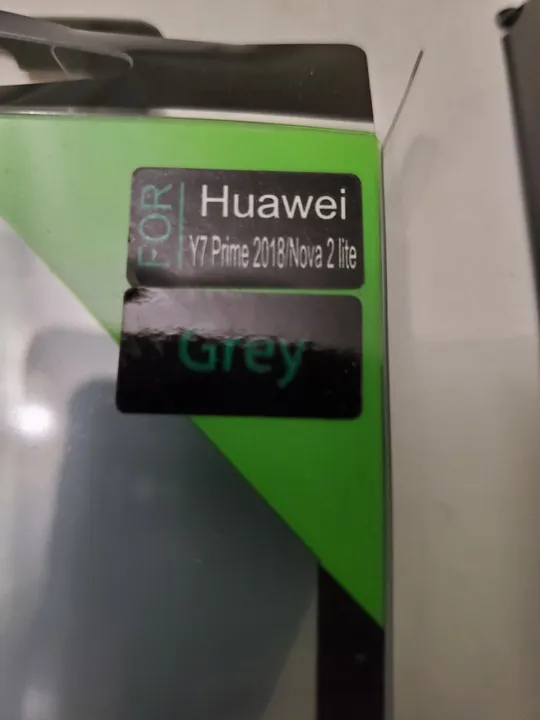 FOR
Huawei
Y7 Prime 2018/Nova 2 lite
Grey